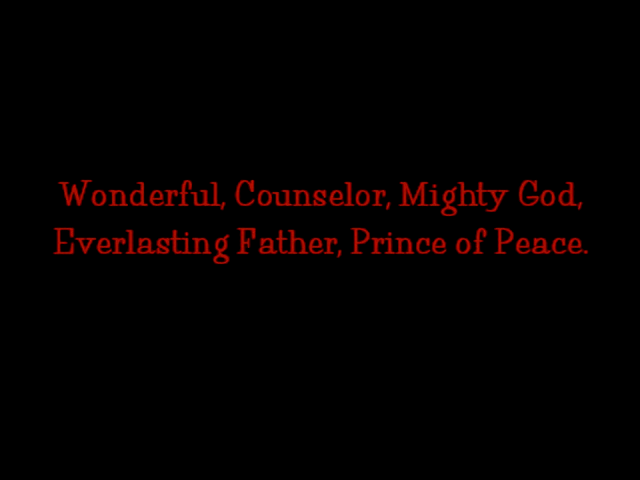 Wonderful, Counselor, Mighty God,
Everlasting Father, Prince of Peace.